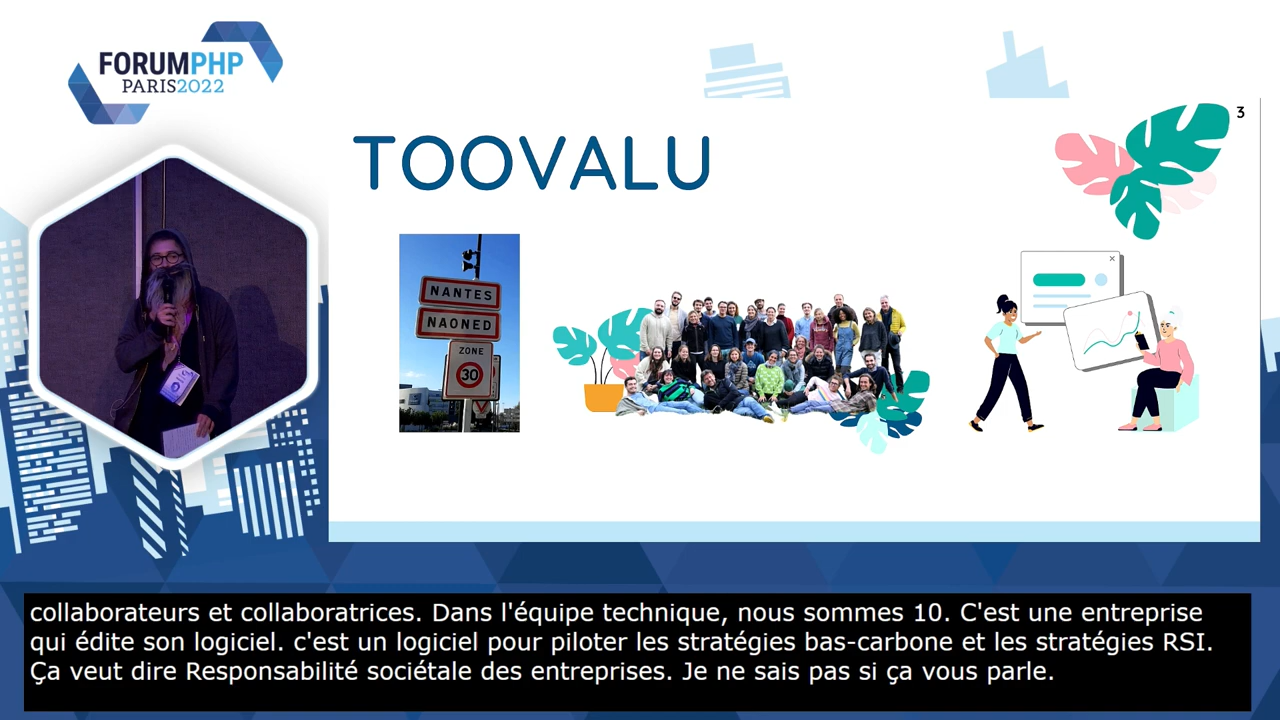 FORUMPHP
PARIS2022
3
TOOVALU
NANTES
NAONED
ZONE
30
collaborateurs et collaboratrices. Dans l'équipe technique, nous sommes 10. C'est une entreprise
qui édite son logiciel. c'est un logiciel pour piloter les stratégies bas-carbone et les stratégies RSI.
Ça veut dire Responsabilité sociétale des entreprises. Je ne sais pas si ça vous parle.